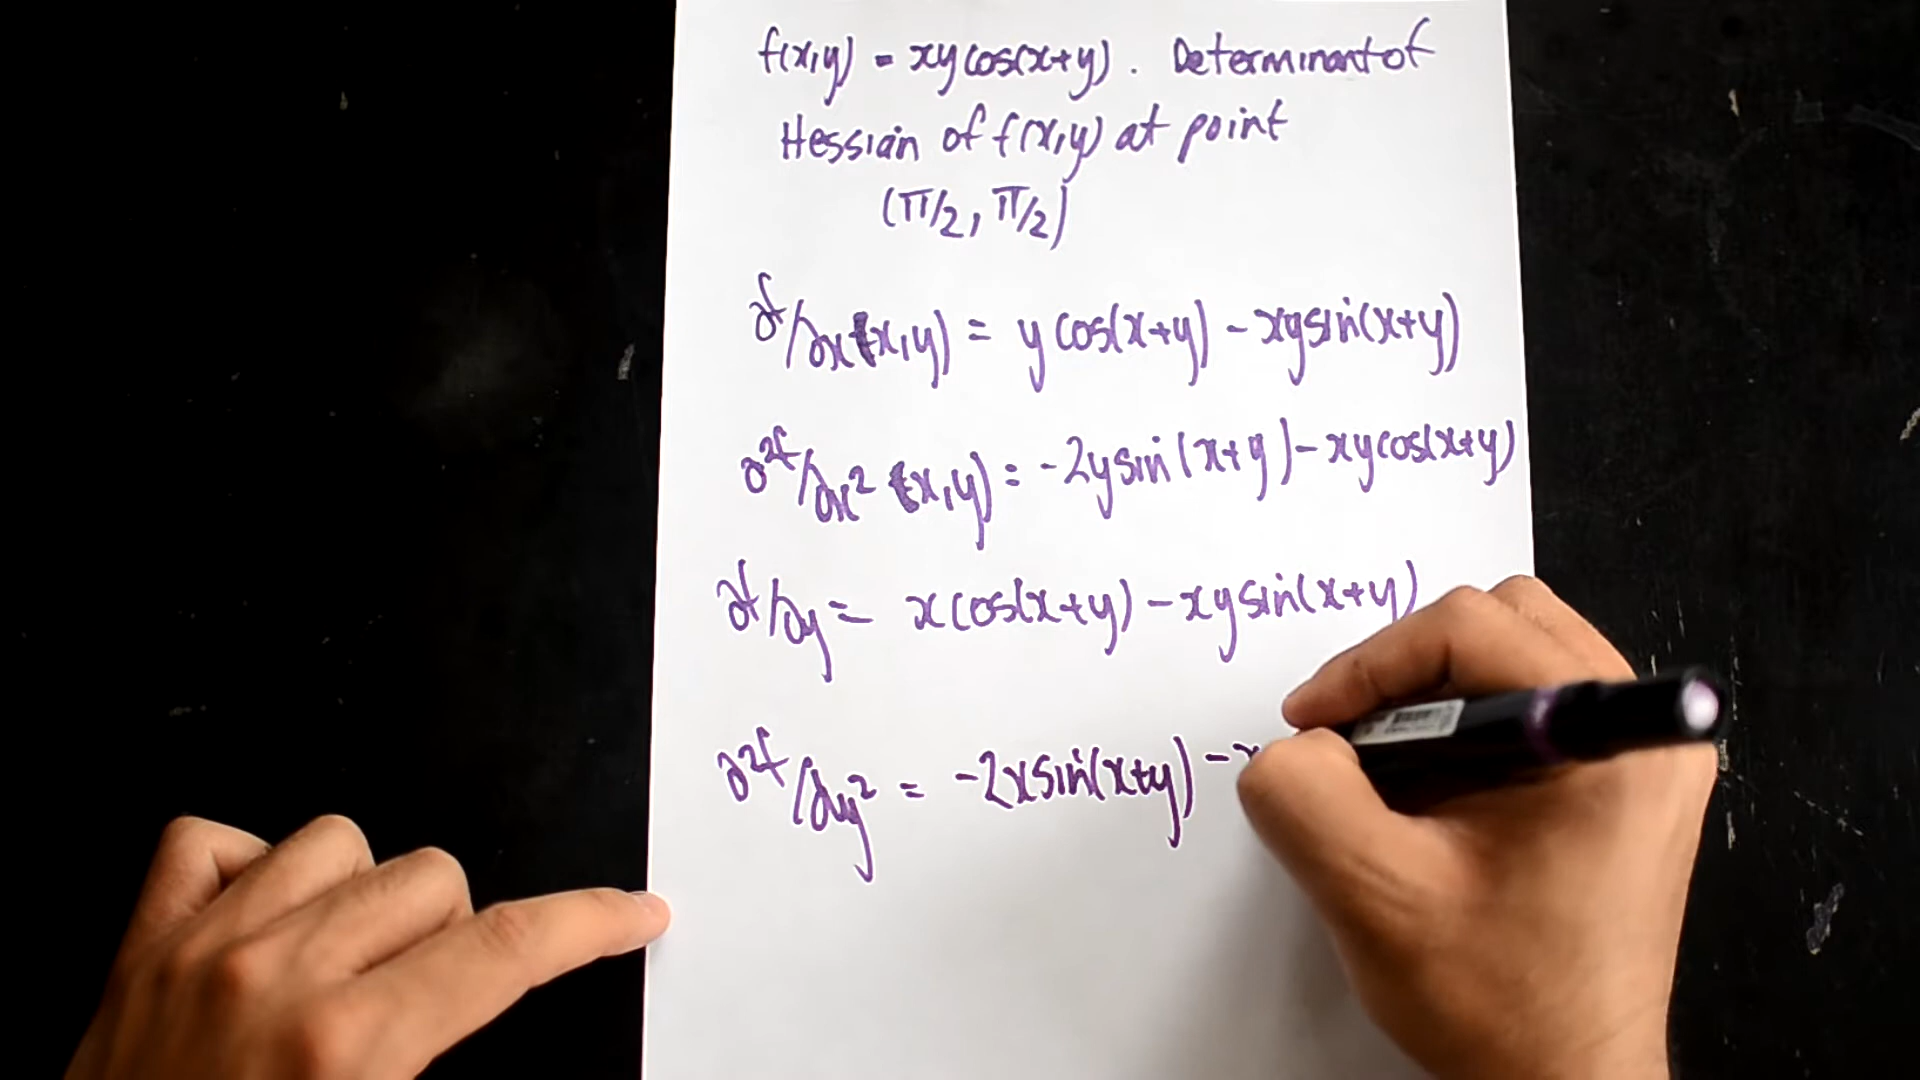 f(x,y) = xy cos(x+y). Determinant of
Hessian of f(x,y) at point
(π/2, π/2)
∂f/∂x (x,y) = y cos(x+y) - xy sin(x+y)
∂²f/∂x² (x,y) = -2y sin(x+y) - xy cos(x+y)
∂f/∂y = x cos(x+y) - xy sin(x+y)
∂²f/∂y² = -2x sin(x+y) - x